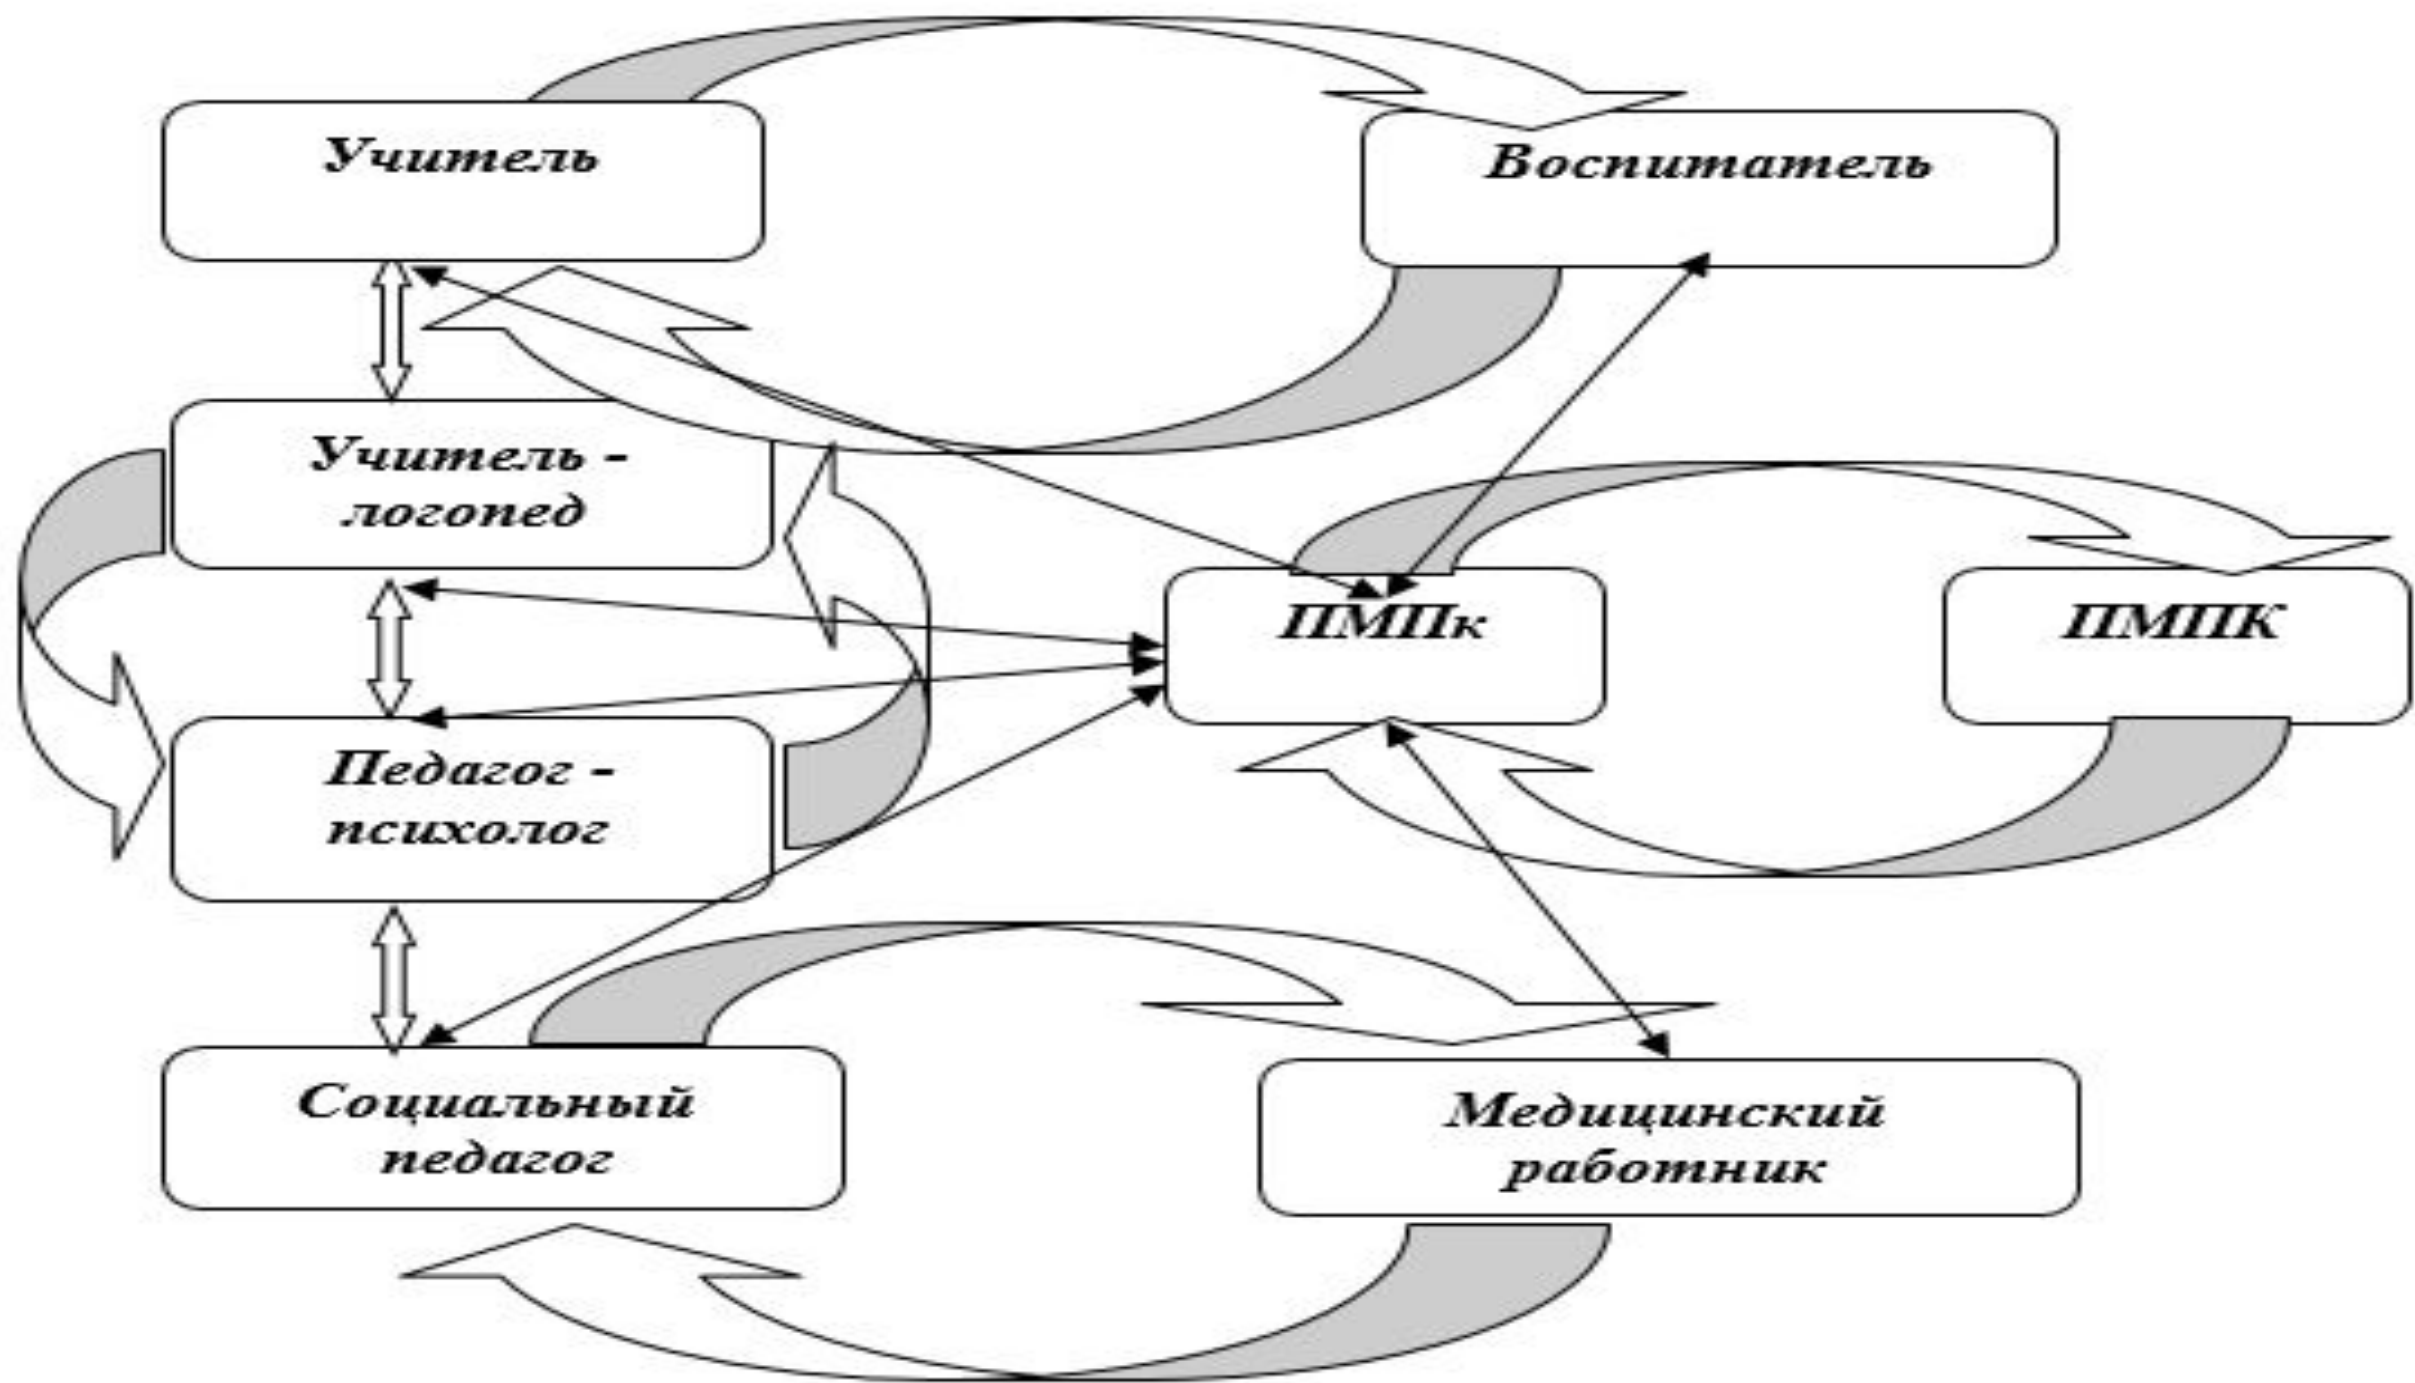 Учитель
Воспитатель
Учитель -
логопед
ПМПк
ПМПК
Педагог -
психолог
Социальный
педагог
Медицинский
работник